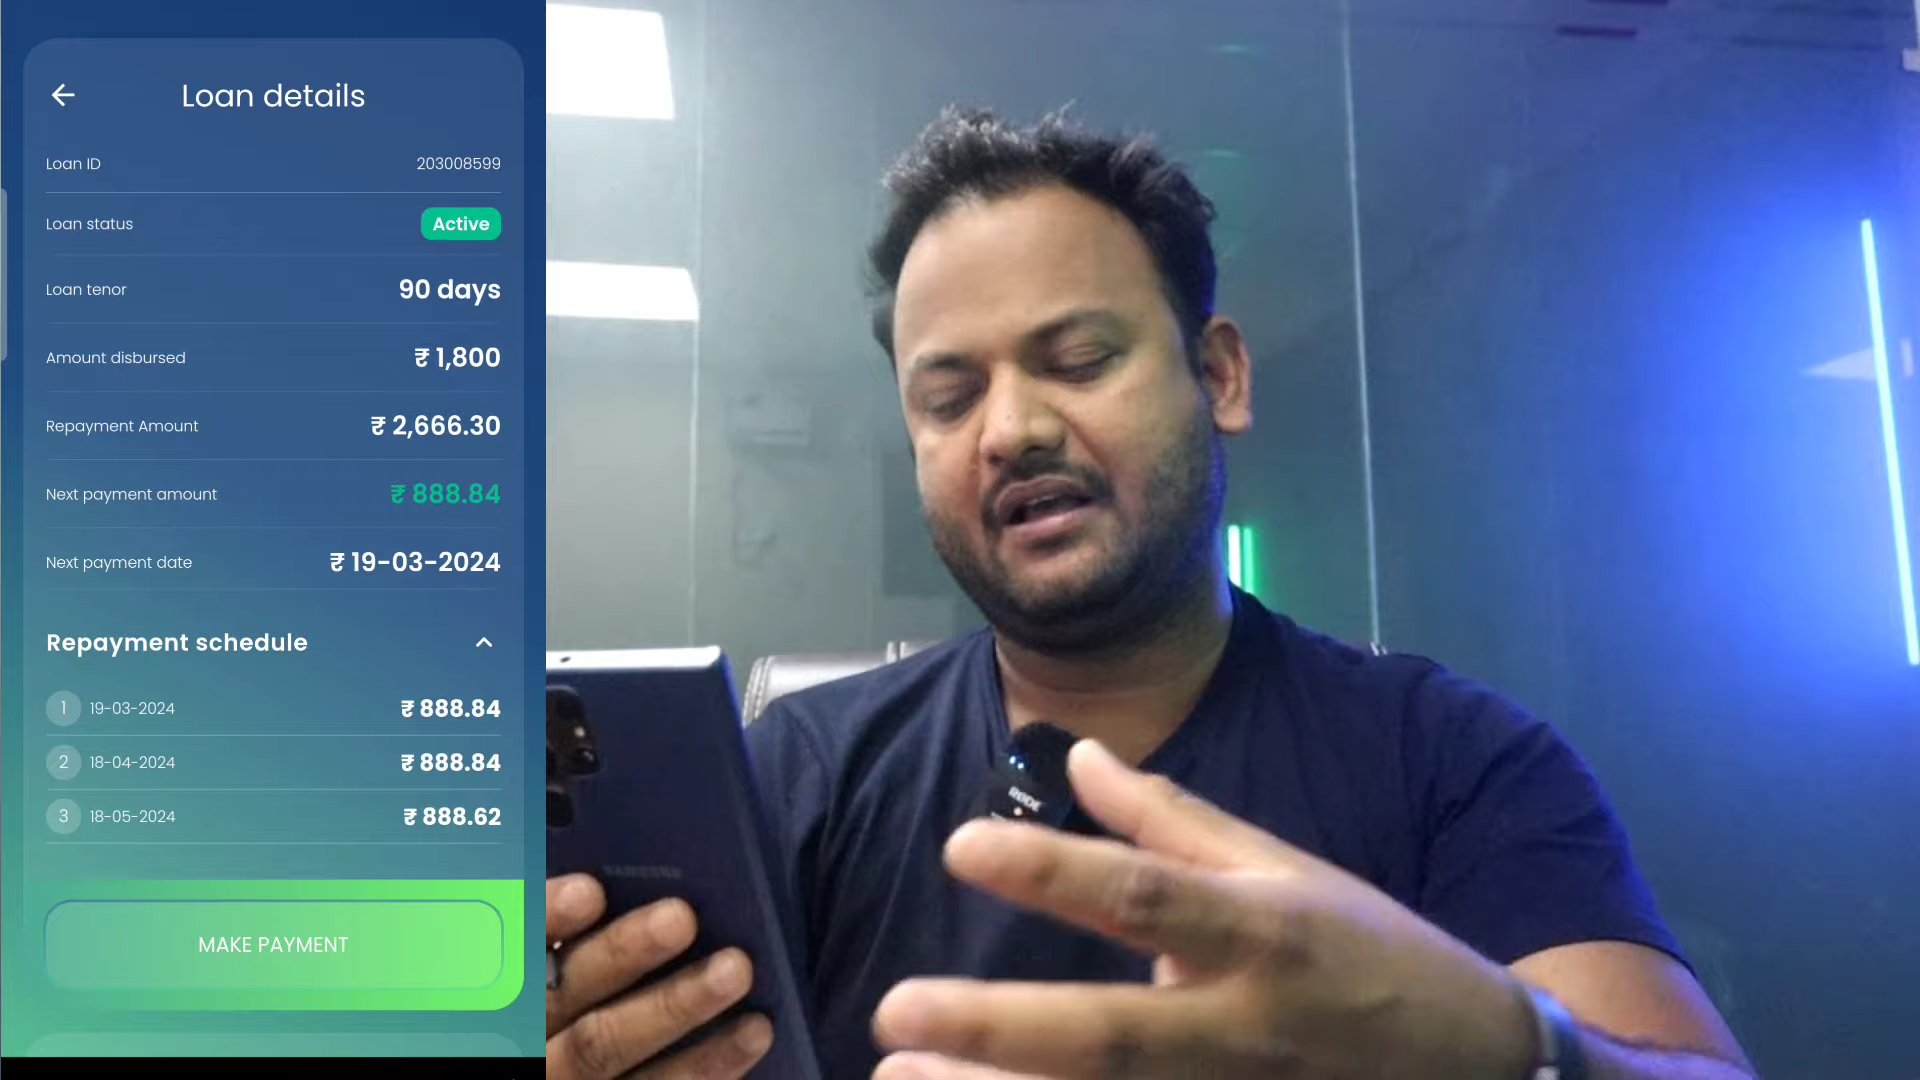 Loan details
Loan ID 203008599
Loan status Active
Loan tenor 90 days
Amount disbursed ₹ 1,800
Repayment Amount ₹ 2,666.30
Next payment amount ₹ 888.84
Next payment date ₹ 19-03-2024
Repayment schedule
1 19-03-2024 ₹ 888.84
2 18-04-2024 ₹ 888.84
3 18-05-2024 ₹ 888.62
MAKE PAYMENT
RØDE
SAMSUNG